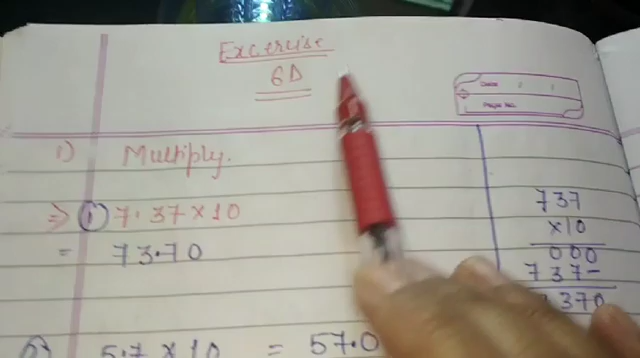 Excercise
6D
Date : :
Page No.
1) Multiply.
⇒ (i) 7.37×10
= 73.70
737
×10
000
737–
370
5.7 × 10 = 57.0